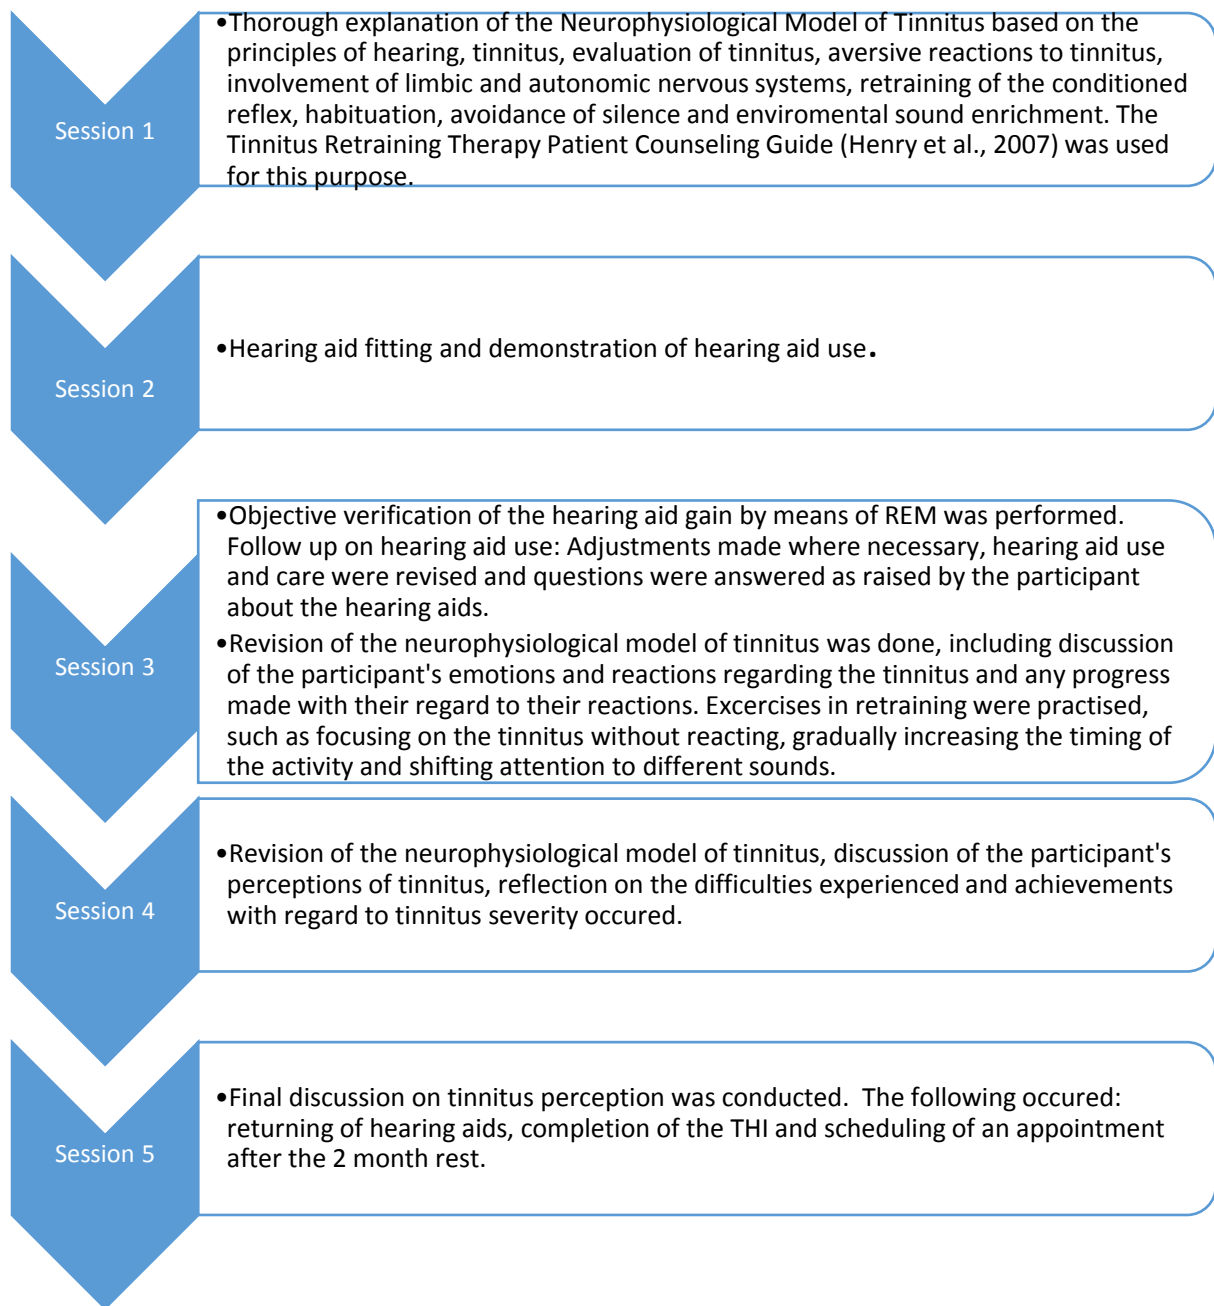 Session 1
•Thorough explanation of the Neurophysiological Model of Tinnitus based on the
principles of hearing, tinnitus, evaluation of tinnitus, aversive reactions to tinnitus,
involvement of limbic and autonomic nervous systems, retraining of the conditioned
reflex, habituation, avoidance of silence and enviromental sound enrichment. The
Tinnitus Retraining Therapy Patient Counseling Guide (Henry et al., 2007) was used
for this purpose.
Session 2
•Hearing aid fitting and demonstration of hearing aid use.
Session 3
•Objective verification of the hearing aid gain by means of REM was performed.
Follow up on hearing aid use: Adjustments made where necessary, hearing aid use
and care were revised and questions were answered as raised by the participant
about the hearing aids.
•Revision of the neurophysiological model of tinnitus was done, including discussion
of the participant's emotions and reactions regarding the tinnitus and any progress
made with their regard to their reactions. Excercises in retraining were practised,
such as focusing on the tinnitus without reacting, gradually increasing the timing of
the activity and shifting attention to different sounds.
Session 4
•Revision of the neurophysiological model of tinnitus, discussion of the participant's
perceptions of tinnitus, reflection on the difficulties experienced and achievements
with regard to tinnitus severity occured.
Session 5
•Final discussion on tinnitus perception was conducted.  The following occured:
returning of hearing aids, completion of the THI and scheduling of an appointment
after the 2 month rest.